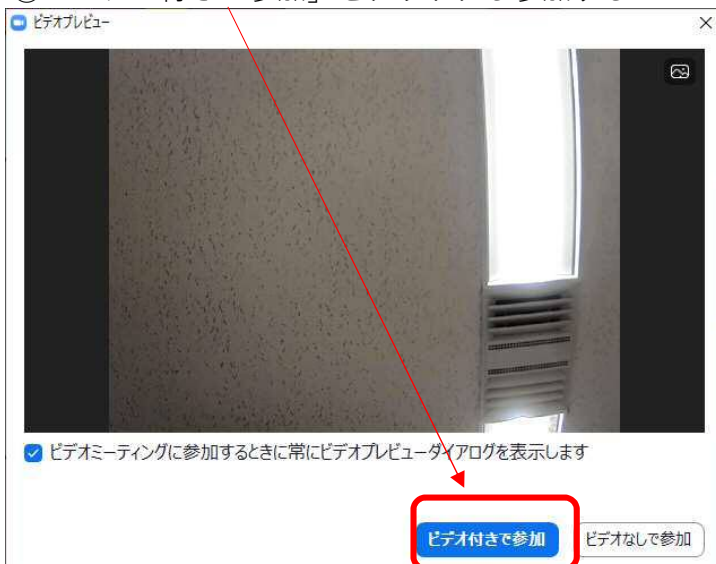 ビデオプレビュー
ビデオミーティングに参加するときに常にビデオプレビューダイアログを表示します
ビデオ付きで参加
ビデオなしで参加